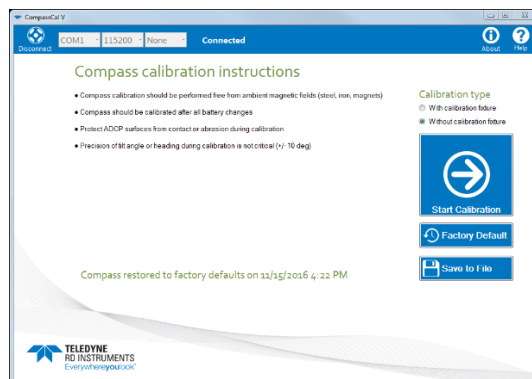 CompassCal V
Disconnect COM1 115200 None Connected About Help
Compass calibration instructions
• Compass calibration should be performed free from ambient magnetic fields (steel, iron, magnets)
• Compass should be calibrated after all battery changes
• Protect ADCP surfaces from contact or abrasion during calibration
• Precision of tilt angle or heading during calibration is not critical (+/- 10 deg)
Calibration type
With calibration fixture
Without calibration fixture
Start Calibration
Factory Default
Save to File
Compass restored to factory defaults on 11/15/2016 4:22 PM
TELEDYNE
RD INSTRUMENTS
Everywhereyoulook™